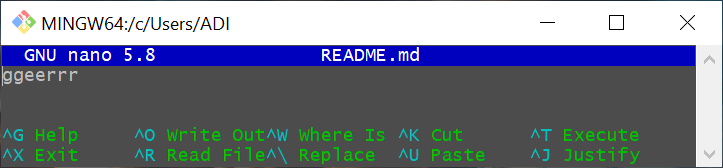 MINGW64:/c/Users/ADI
GNU nano 5.8 README.md
ggeerrr
^G Help ^O Write Out^W Where Is ^K Cut ^T Execute
^X Exit ^R Read File^\ Replace ^U Paste ^J Justify